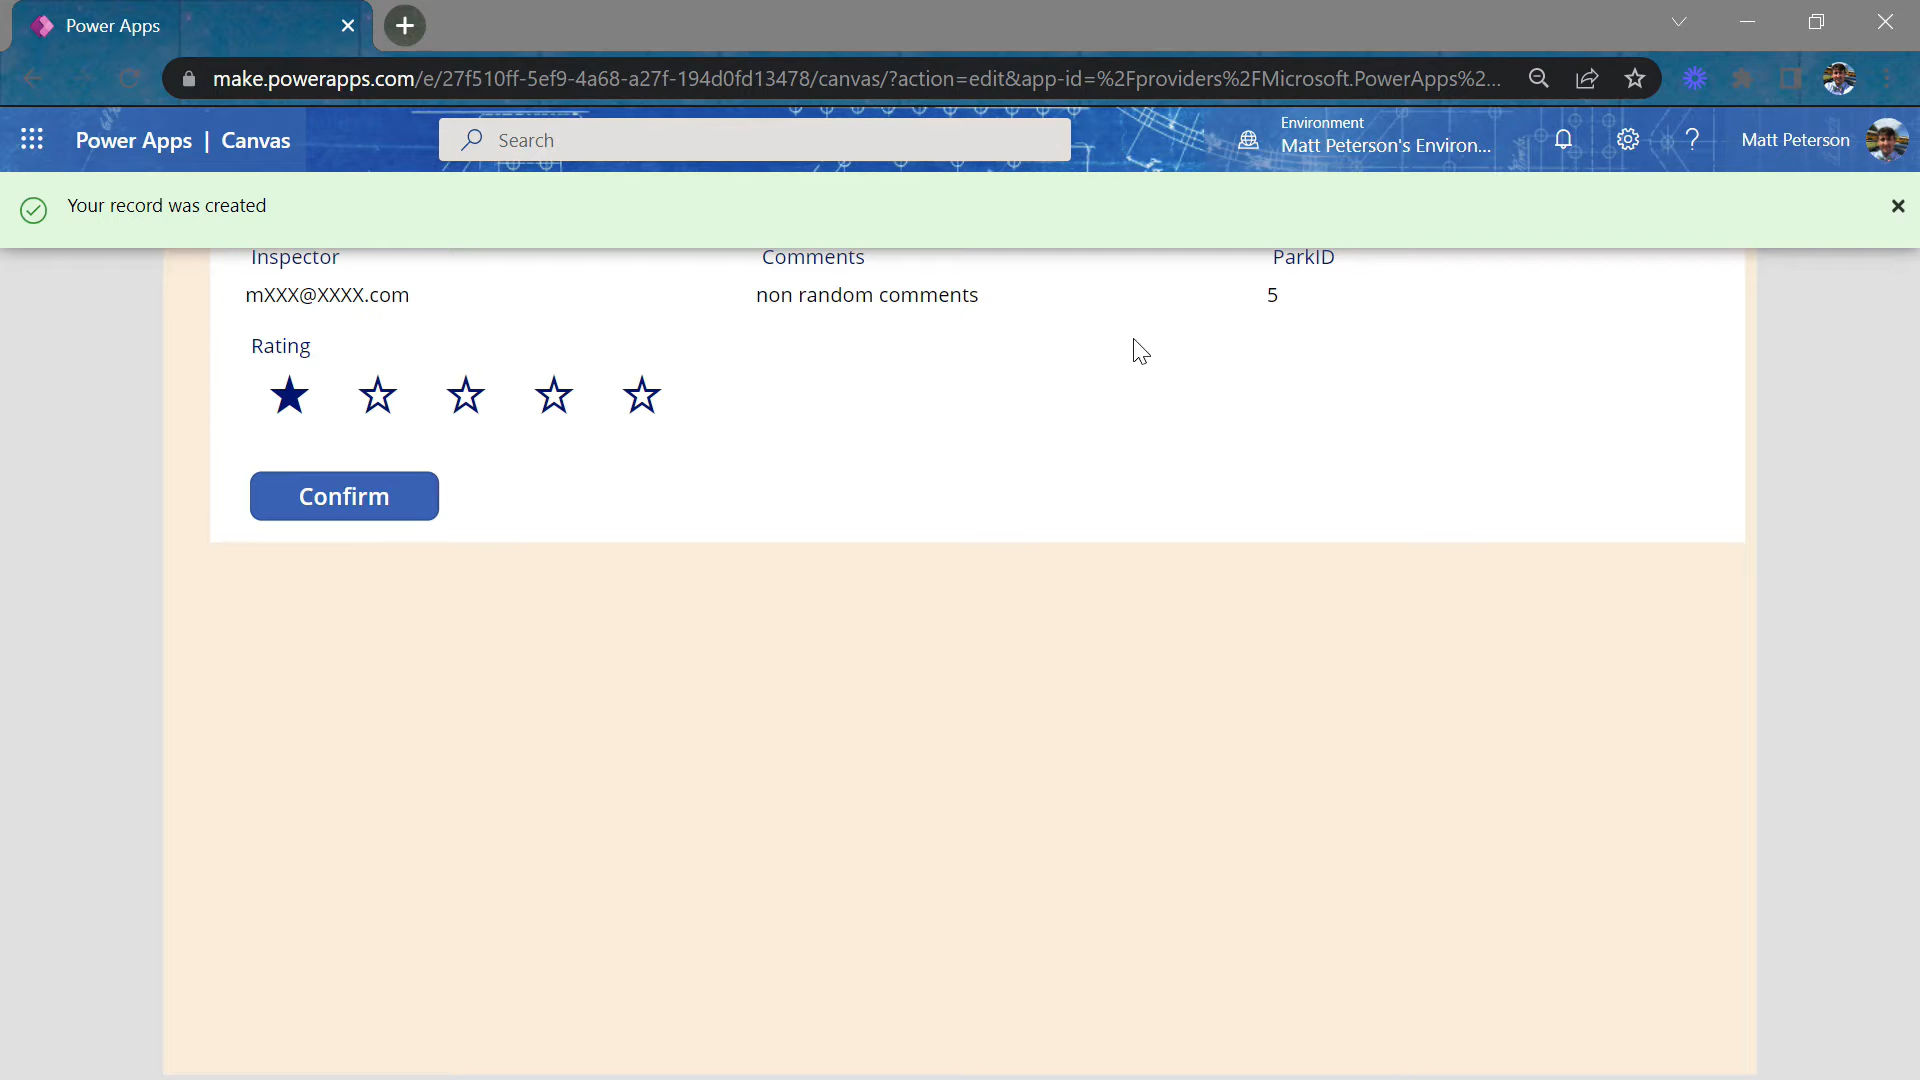 Power Apps
make.powerapps.com/e/27f510ff-5ef9-4a68-a27f-194d0fd13478/canvas/?action=edit&app-id=%2Fproviders%2FMicrosoft.PowerApps%2...
Power Apps | Canvas
Search
Environment
Matt Peterson's Environ...
Matt Peterson
Your record was created
Inspector Comments ParkID
mXXX@XXXX.com non random comments 5
Rating
Confirm